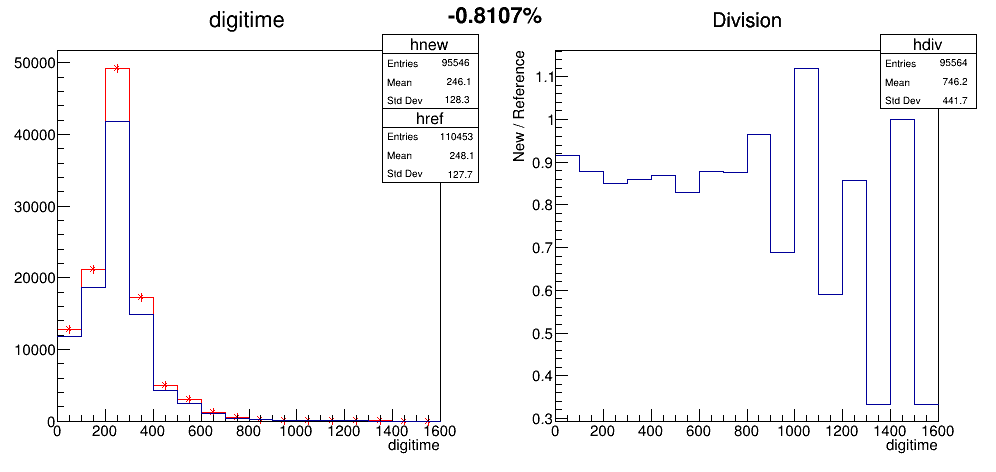 -0.8107%
digitime
hnew
Entries 95546
Mean 246.1
Std Dev 128.3
href
Entries 110453
Mean 248.1
Std Dev 127.7
50000
40000
30000
20000
10000
0
0 200 400 600 800 1000 1200 1400 1600
digitime
Division
hdiv
Entries 95564
Mean 746.2
Std Dev 441.7
New / Reference
1.1
1
0.9
0.8
0.7
0.6
0.5
0.4
0.3
0 200 400 600 800 1000 1200 1400 1600
digitime